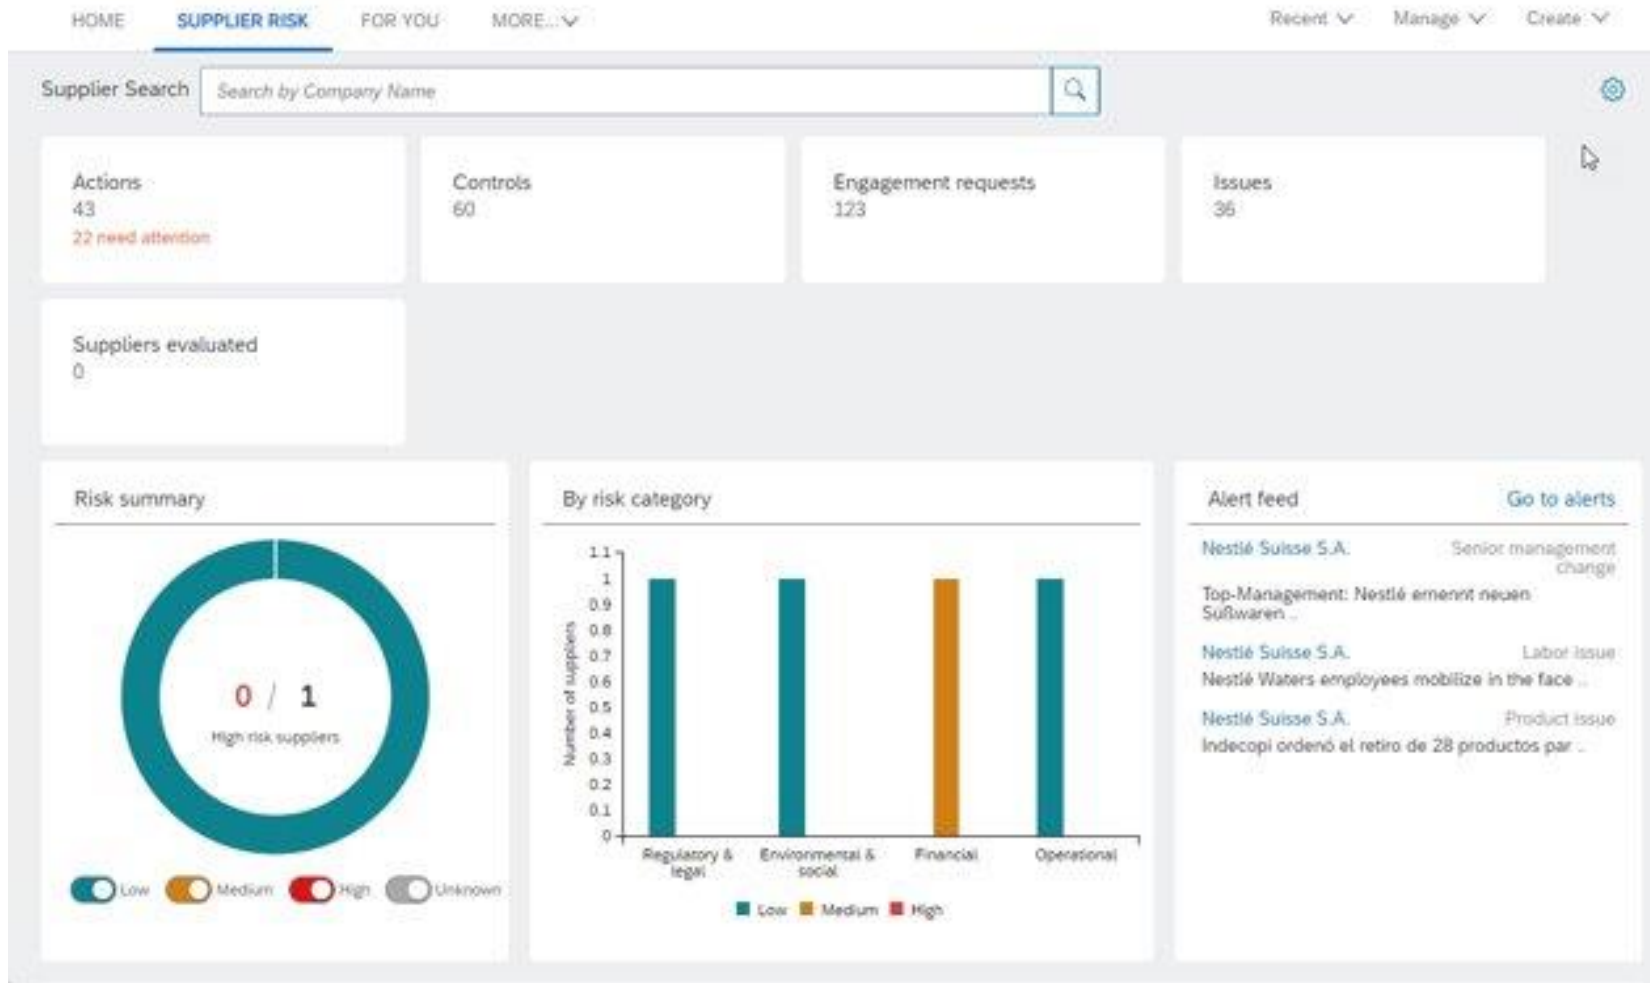 HOME SUPPLIER RISK FOR YOU MORE... Recent Manage Create
Supplier Search Search by Company Name
Actions
43
22 need attention
Controls
60
Engagement requests
123
Issues
36
Suppliers evaluated
0
Risk summary
0 / 1
High risk suppliers
Low Medium High Unknown
By risk category
Number of suppliers
1.1
1
0.9
0.8
0.7
0.6
0.5
0.4
0.3
0.2
0.1
0
Regulatory &
legal
Environmental &
social
Financial
Operational
Low Medium High
Alert feed Go to alerts
Nestlé Suisse S.A. Senior management
change
Top-Management: Nestlé ernennt neuen
Süßwaren ..
Nestlé Suisse S.A. Labor issue
Nestlé Waters employees mobilize in the face ..
Nestlé Suisse S.A. Product issue
Indecopi ordenó el retiro de 28 productos par ..